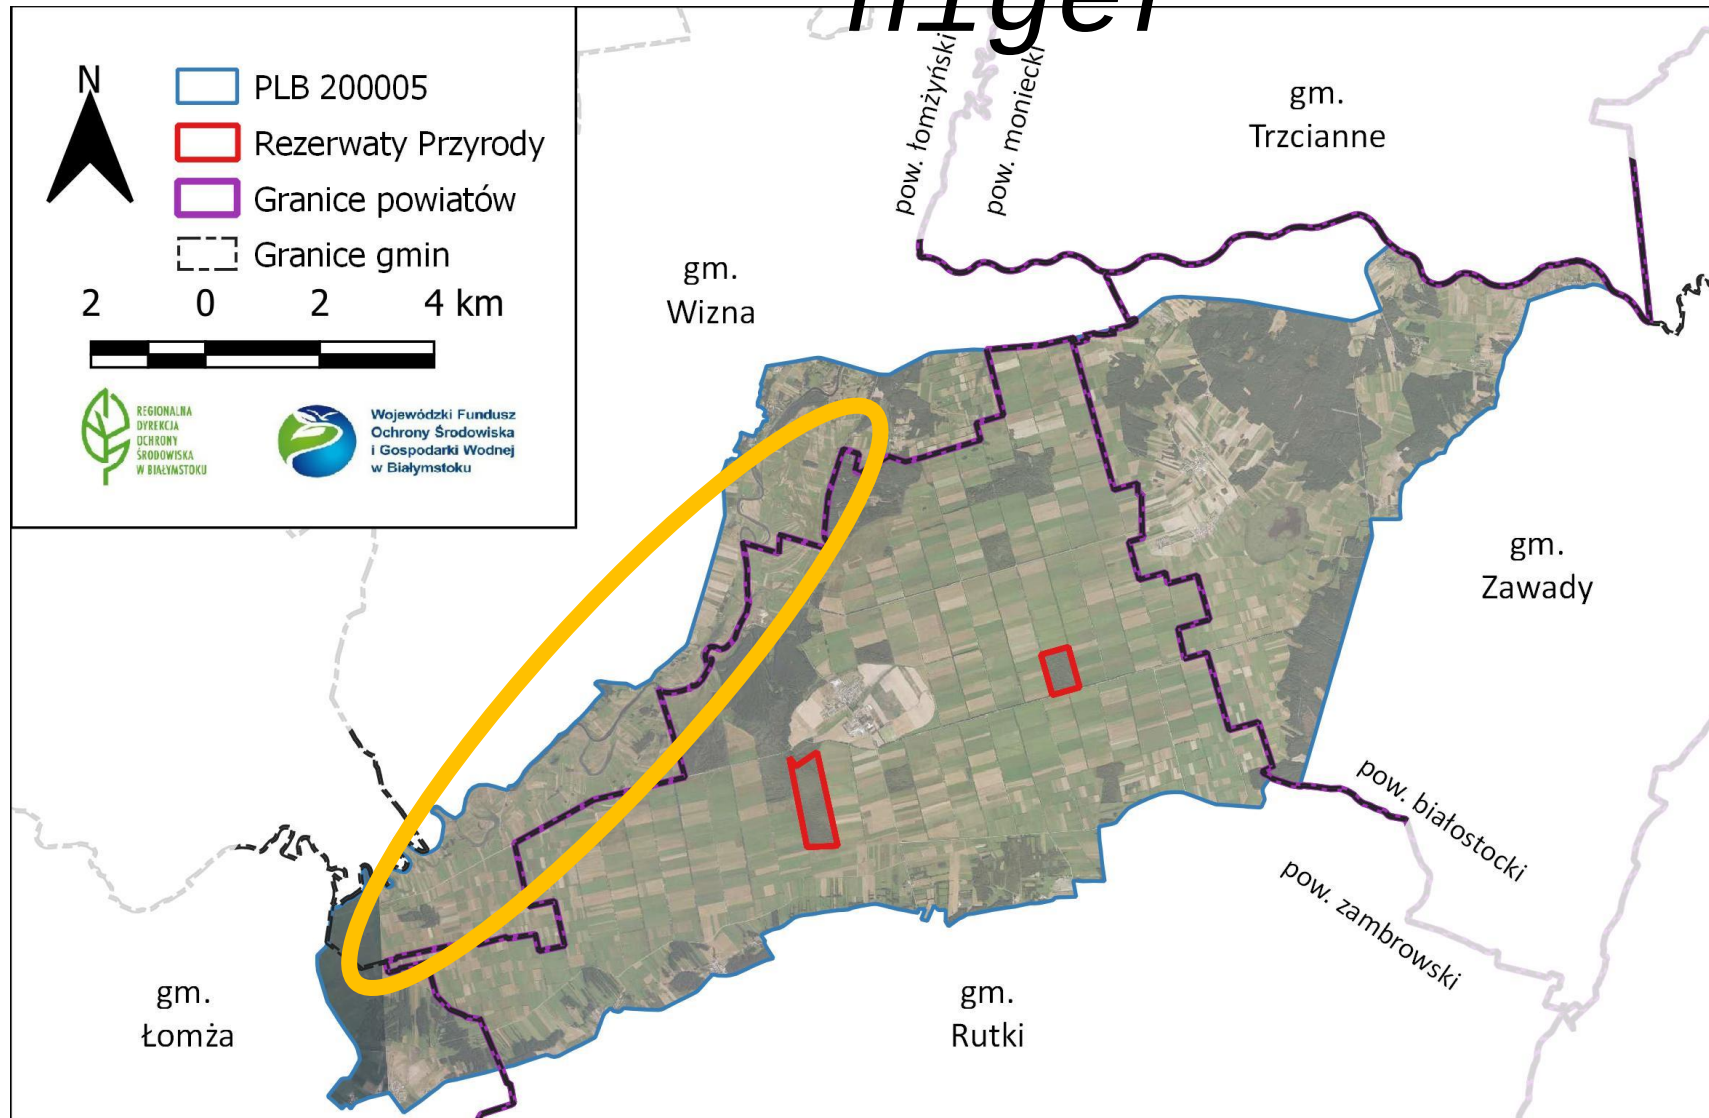 niger
N
PLB 200005
Rezerwaty Przyrody
Granice powiatów
Granice gmin
2 0 2 4 km
REGIONALNA
DYREKCJA
OCHRONY
ŚRODOWISKA
W BIAŁYMSTOKU
Wojewódzki Fundusz
Ochrony Środowiska
i Gospodarki Wodnej
w Białymstoku
pow. łomżyński
pow. moniecki
gm.
Trzcianne
gm.
Wizna
gm.
Zawady
pow. białostocki
pow. zambrowski
gm.
Łomża
gm.
Rutki